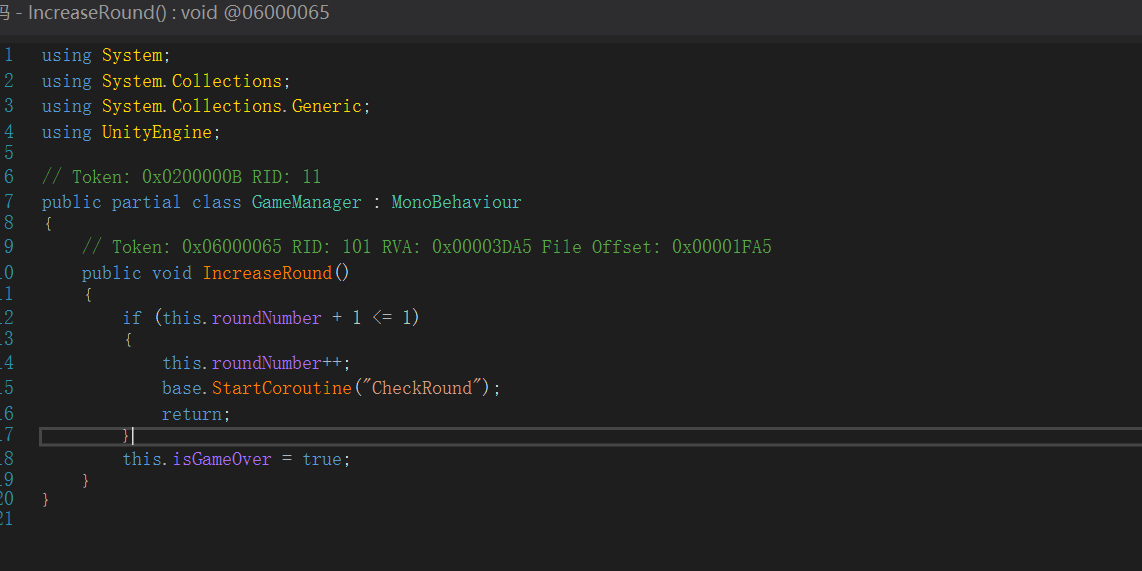 码 - IncreaseRound() : void @06000065
1 using System;
2 using System.Collections;
3 using System.Collections.Generic;
4 using UnityEngine;
5
6 // Token: 0x0200000B RID: 11
7 public partial class GameManager : MonoBehaviour
8 {
9 // Token: 0x06000065 RID: 101 RVA: 0x00003DA5 File Offset: 0x00001FA5
10 public void IncreaseRound()
11 {
12 if (this.roundNumber + 1 <= 1)
13 {
14 this.roundNumber++;
15 base.StartCoroutine("CheckRound");
16 return;
17 }
18 this.isGameOver = true;
19 }
20 }
21